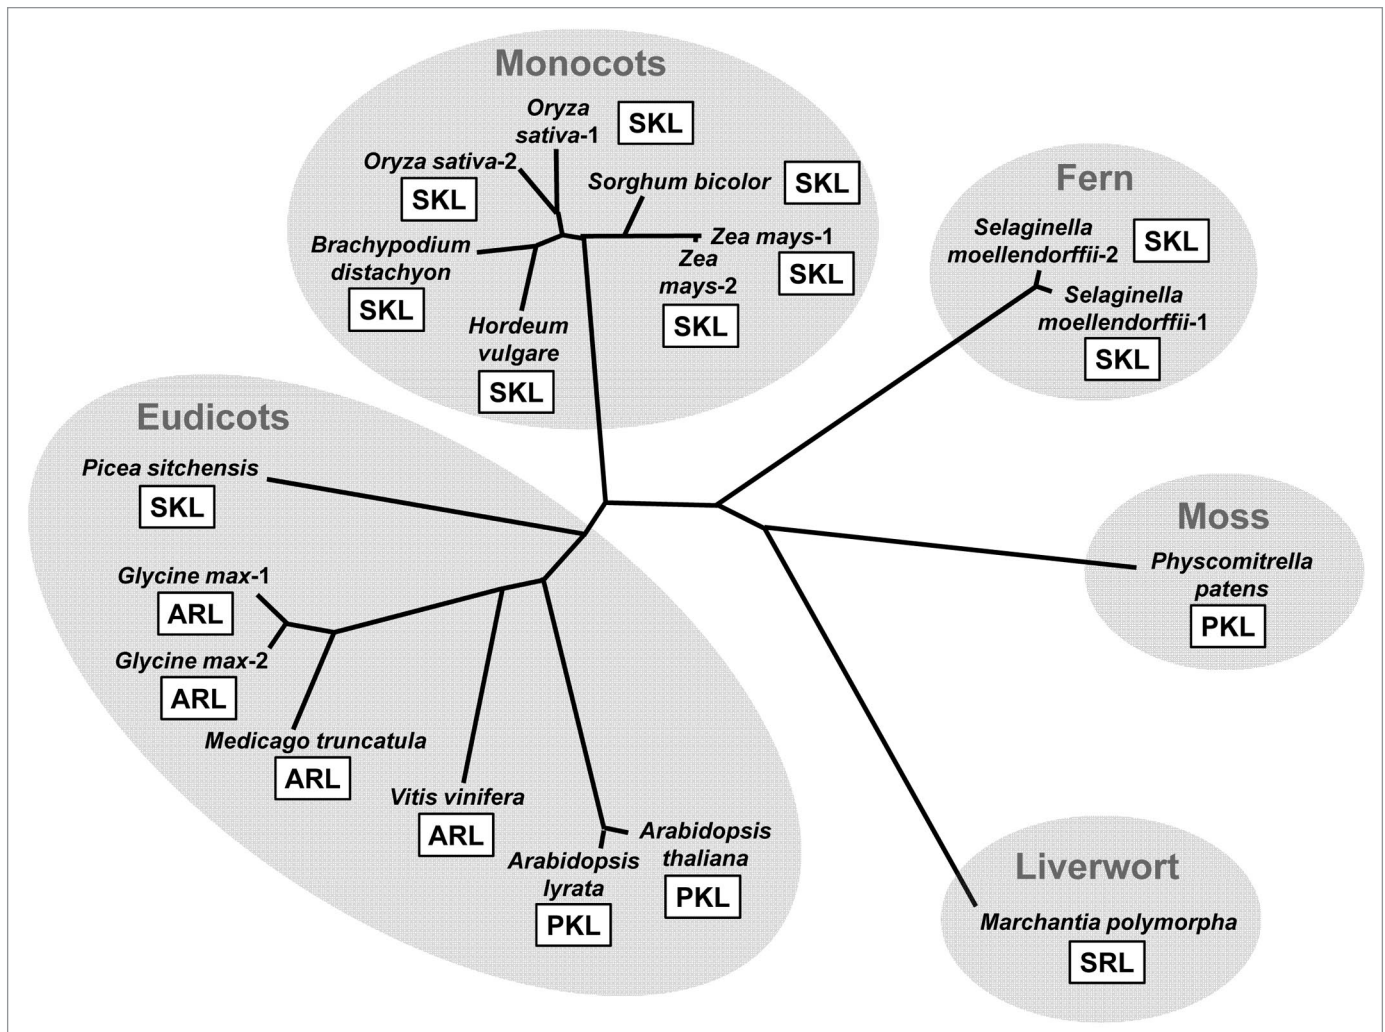 Monocots
Oryza
sativa-1
SKL
Oryza sativa-2
SKL
Sorghum bicolor
SKL
Brachypodium
distachyon
SKL
Zea mays-1
SKL
Zea
mays-2
SKL
Hordeum
vulgare
SKL
Fern
Selaginella
moellendorffii-2
SKL
Selaginella
moellendorffii-1
SKL
Eudicots
Picea sitchensis
SKL
Glycine max-1
ARL
Glycine max-2
ARL
Medicago truncatula
ARL
Vitis vinifera
ARL
Arabidopsis
lyrata
PKL
Arabidopsis
thaliana
PKL
Moss
Physcomitrella
patens
PKL
Liverwort
Marchantia polymorpha
SRL